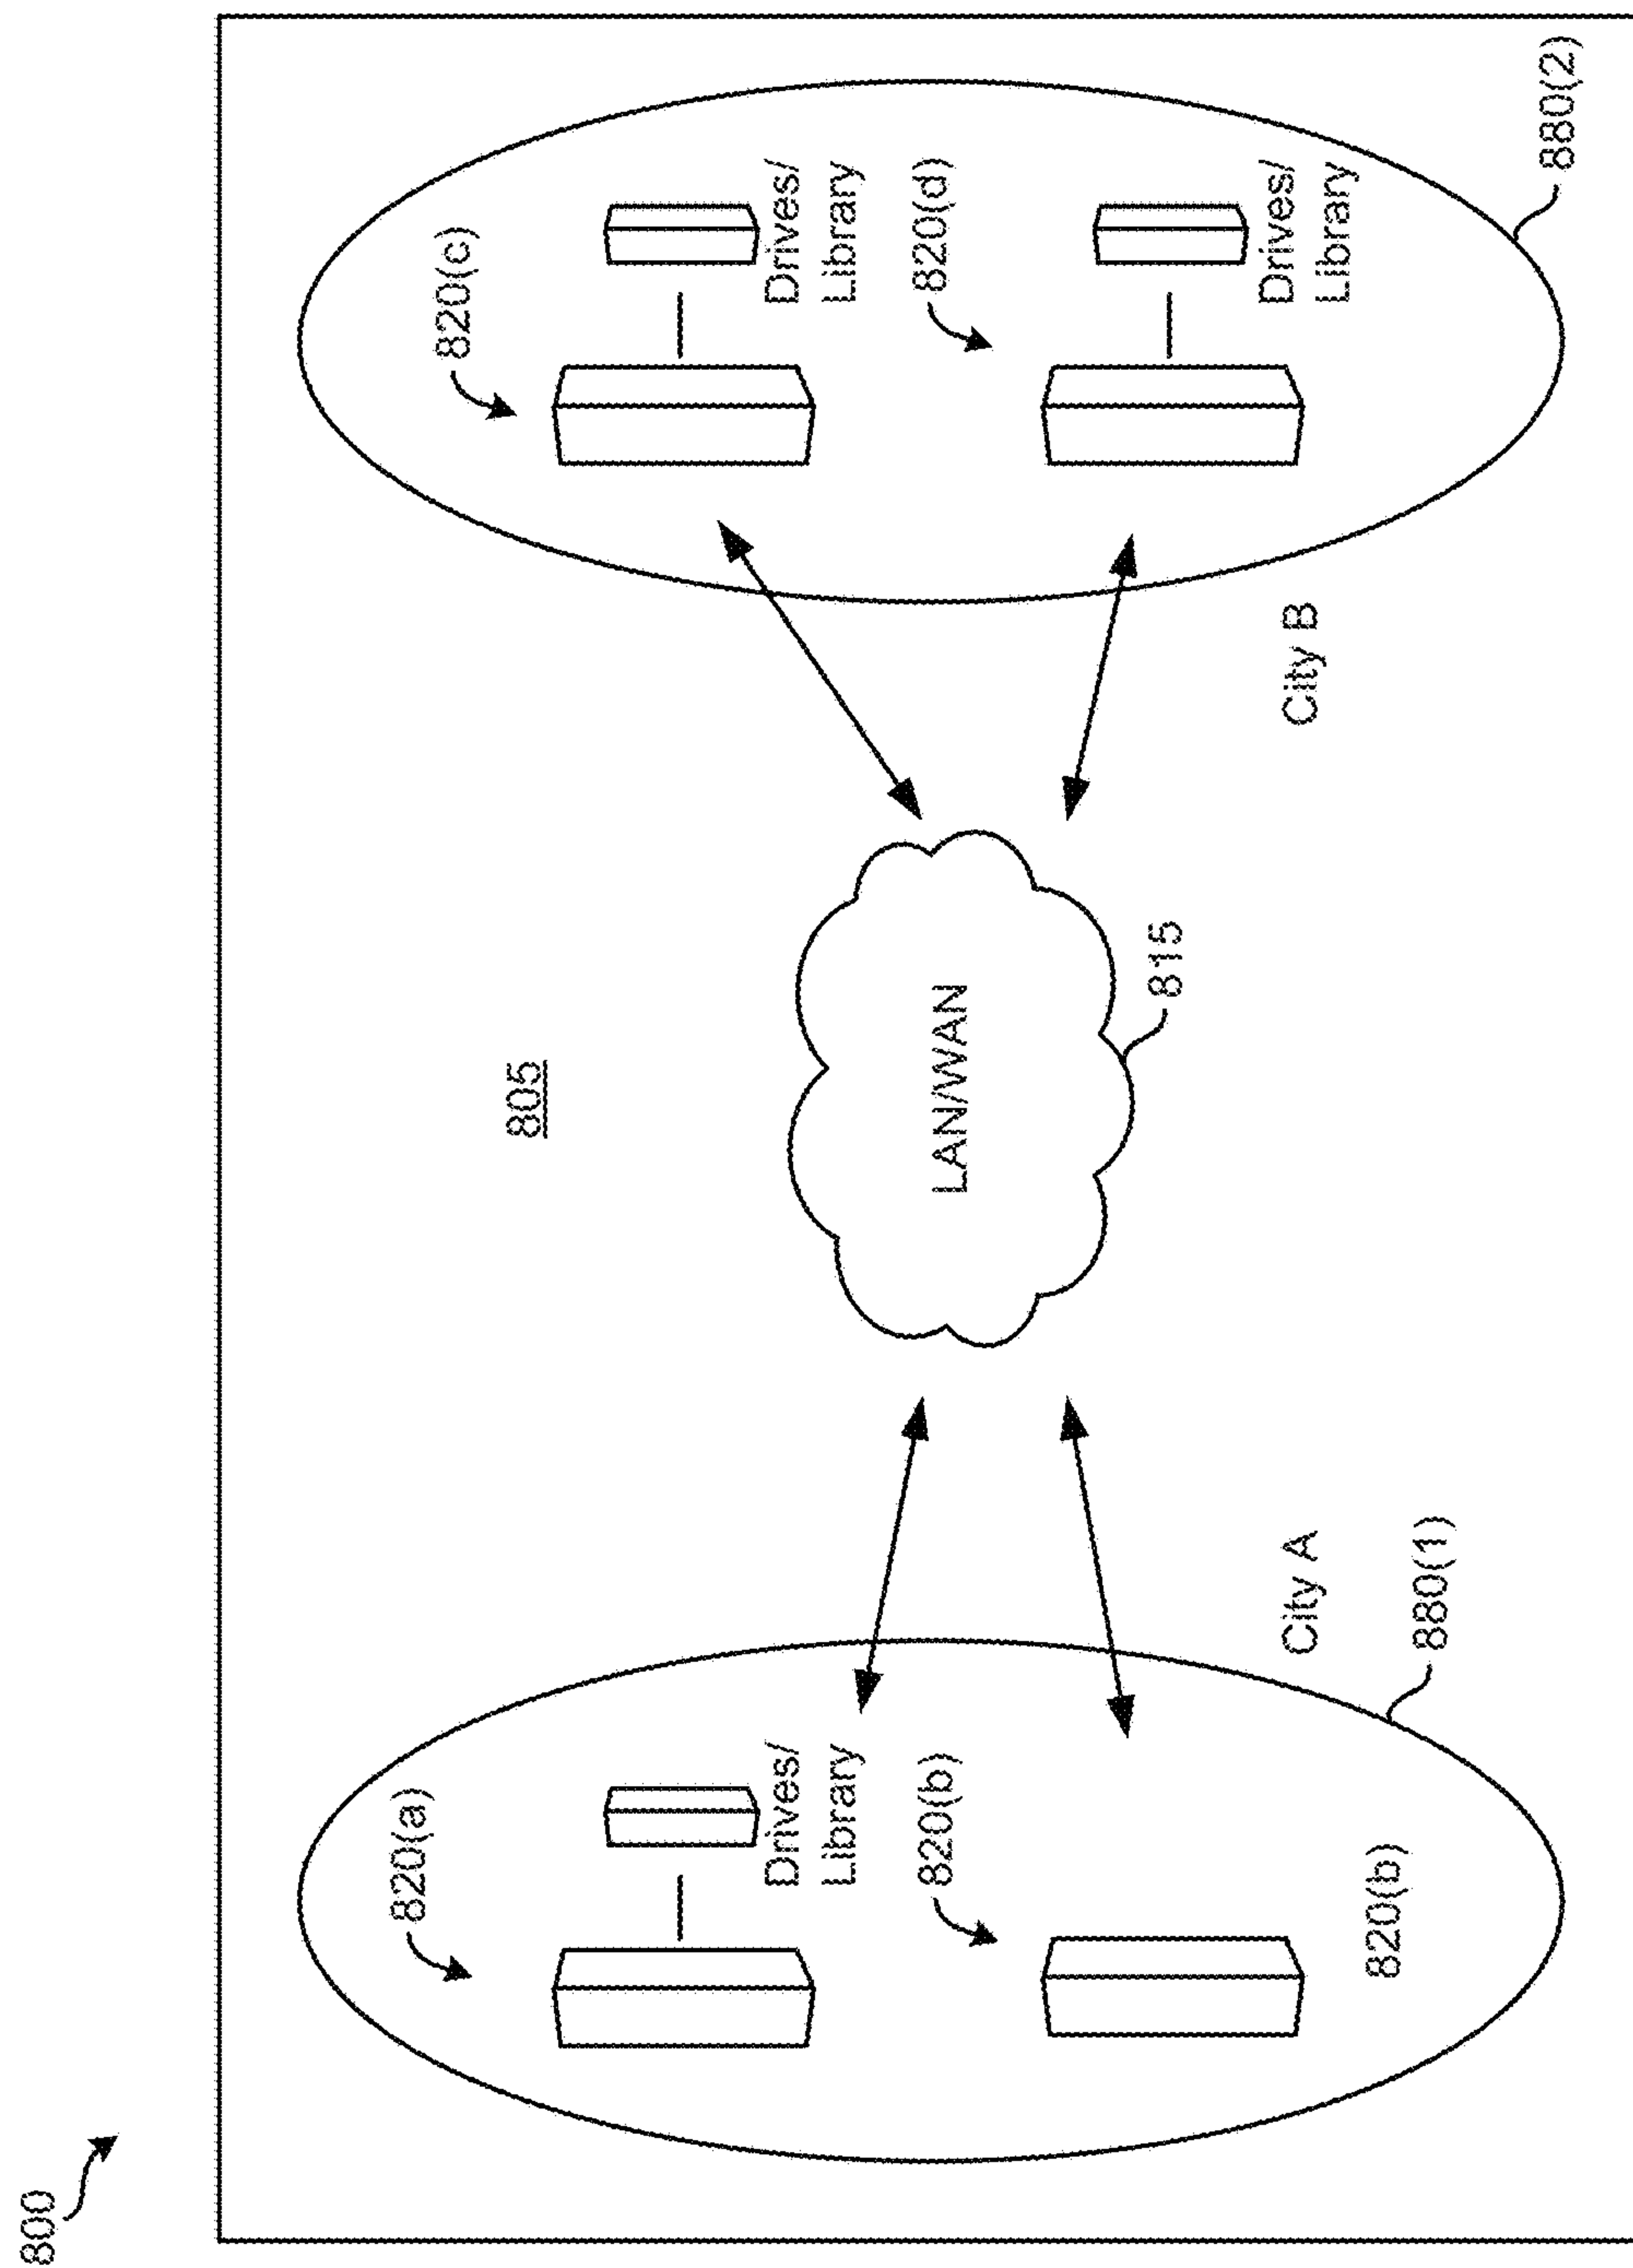 800
805
820(a)
Drives/
Library
820(b)
820(b)
City A
880(1)
LAN/WAN
815
820(c)
Drives/
Library
820(d)
Drives/
Library
City B
880(2)